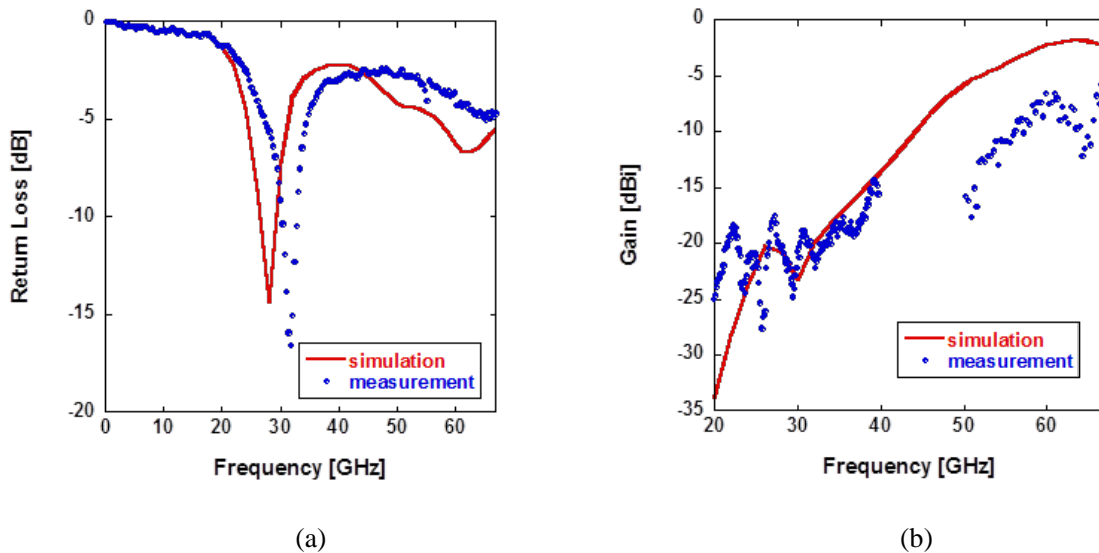 0
-5
-10
-15
-20
Return Loss [dB]
simulation
measurement
0 10 20 30 40 50 60
Frequency [GHz]
(a)
0
-5
-10
-15
-20
-25
-30
-35
Gain [dBi]
simulation
measurement
20 30 40 50 60
Frequency [GHz]
(b)